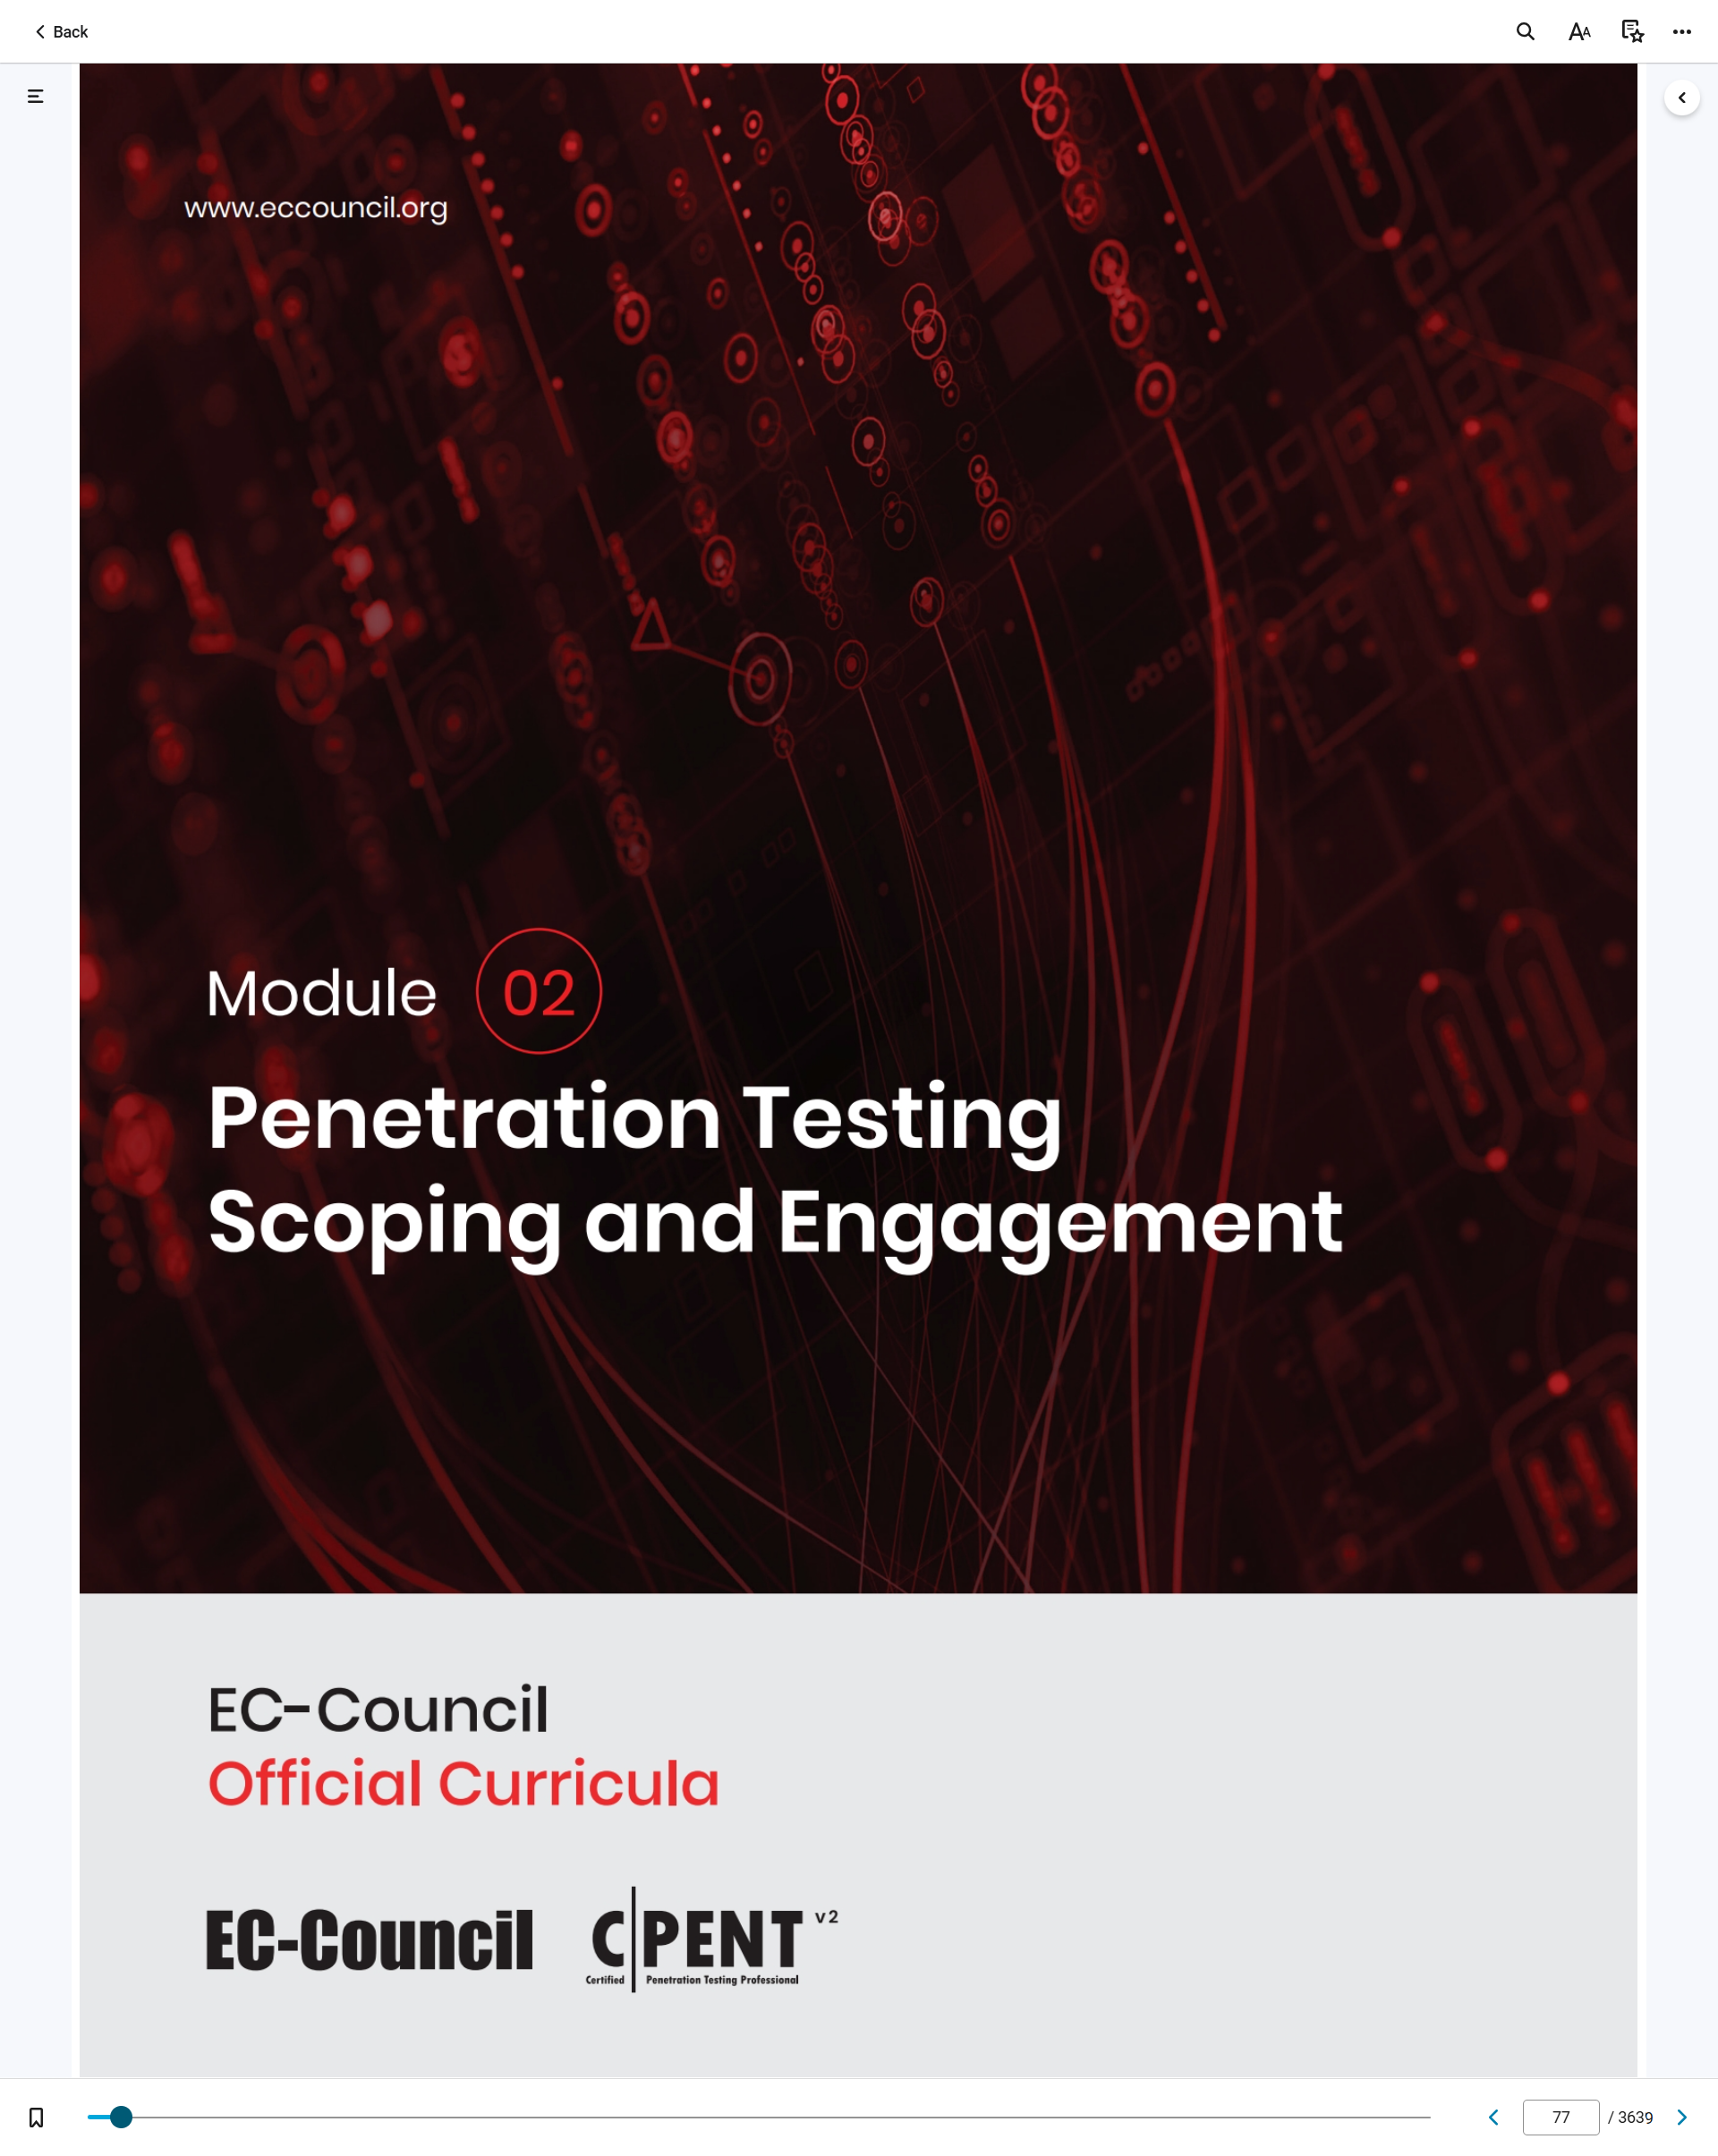 Back
www.eccouncil.org
Module 02
Penetration Testing
Scoping and Engagement
EC-Council
Official Curricula
EC-Council
C|PENT v2
Certified Penetration Testing Professional
77 / 3639